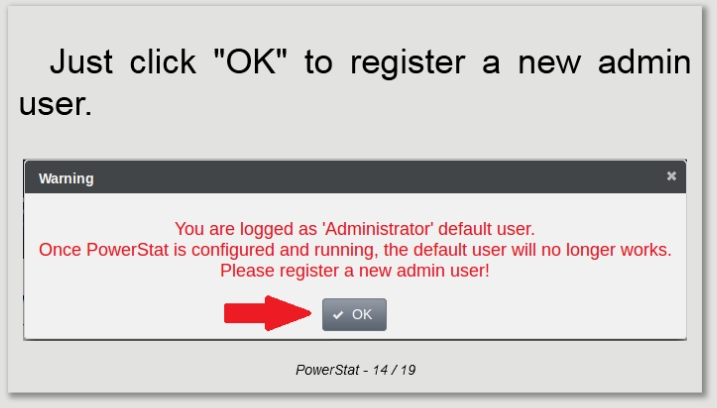 Just click "OK" to register a new admin
user.
Warning
You are logged as 'Administrator' default user.
Once PowerStat is configured and running, the default user will no longer works.
Please register a new admin user!
OK
PowerStat - 14 / 19